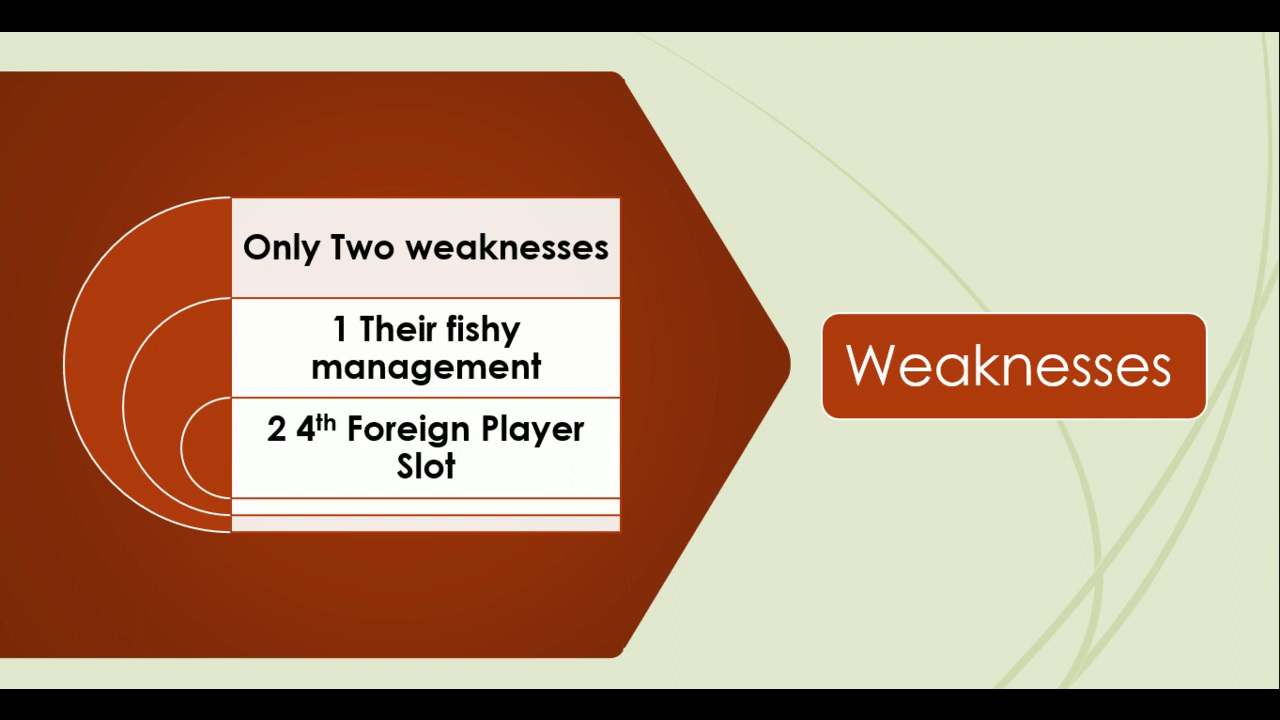 Only Two weaknesses
1 Their fishy
management
2 4th Foreign Player
Slot
Weaknesses